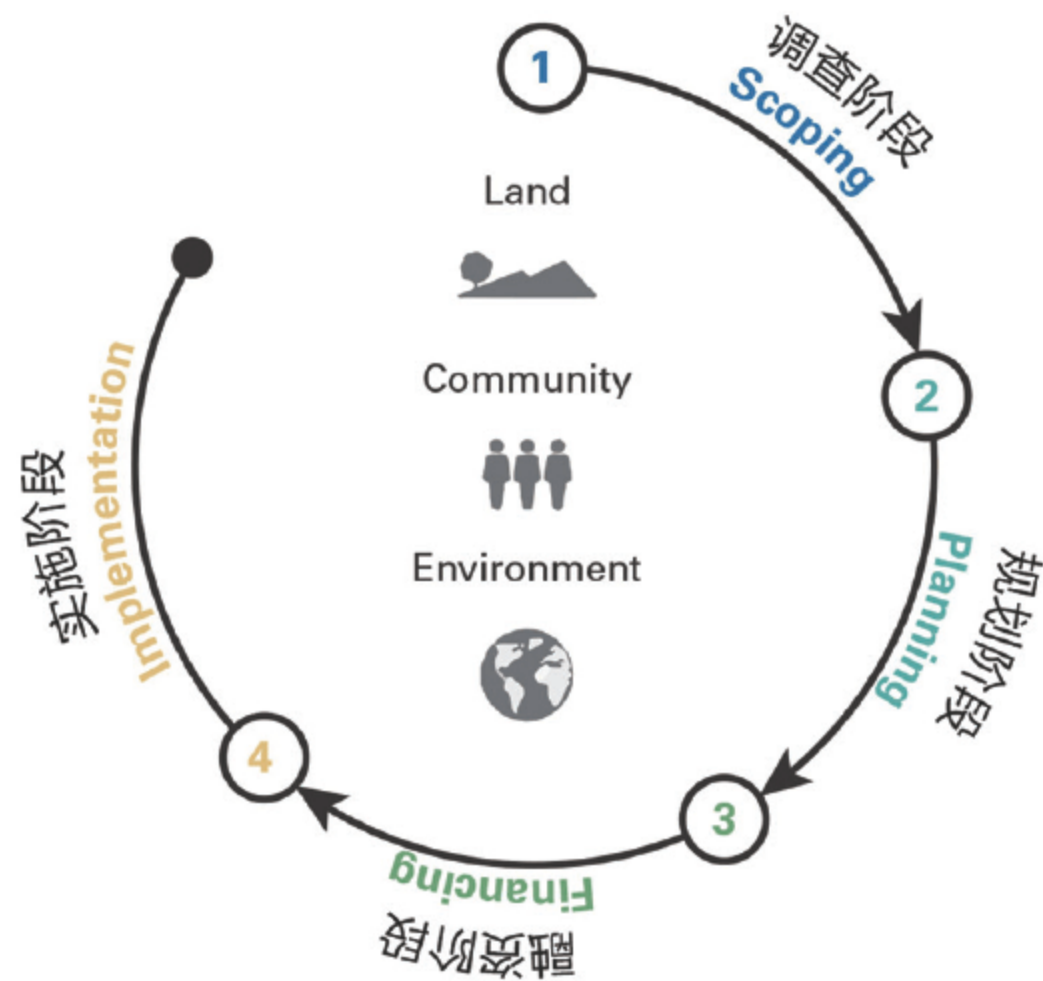 1
调查阶段
Scoping
Land
Community
Environment
2
规划阶段
Planning
3
Financing
融资阶段
4
Implementation
实施阶段